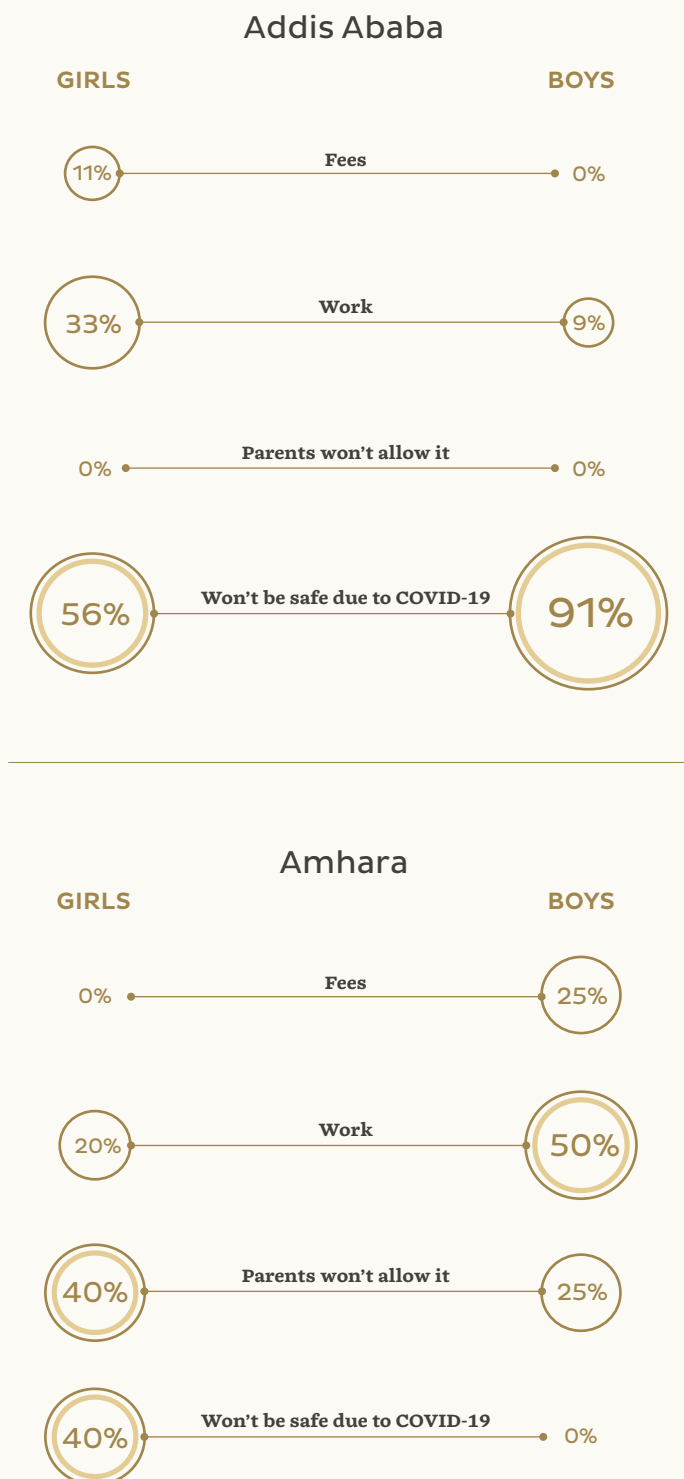 Addis Ababa
GIRLS BOYS
Fees
11% 0%
Work
33% 9%
Parents won’t allow it
0% 0%
Won’t be safe due to COVID-19
56% 91%
Amhara
GIRLS BOYS
Fees
0% 25%
Work
20% 50%
Parents won’t allow it
40% 25%
Won’t be safe due to COVID-19
40% 0%